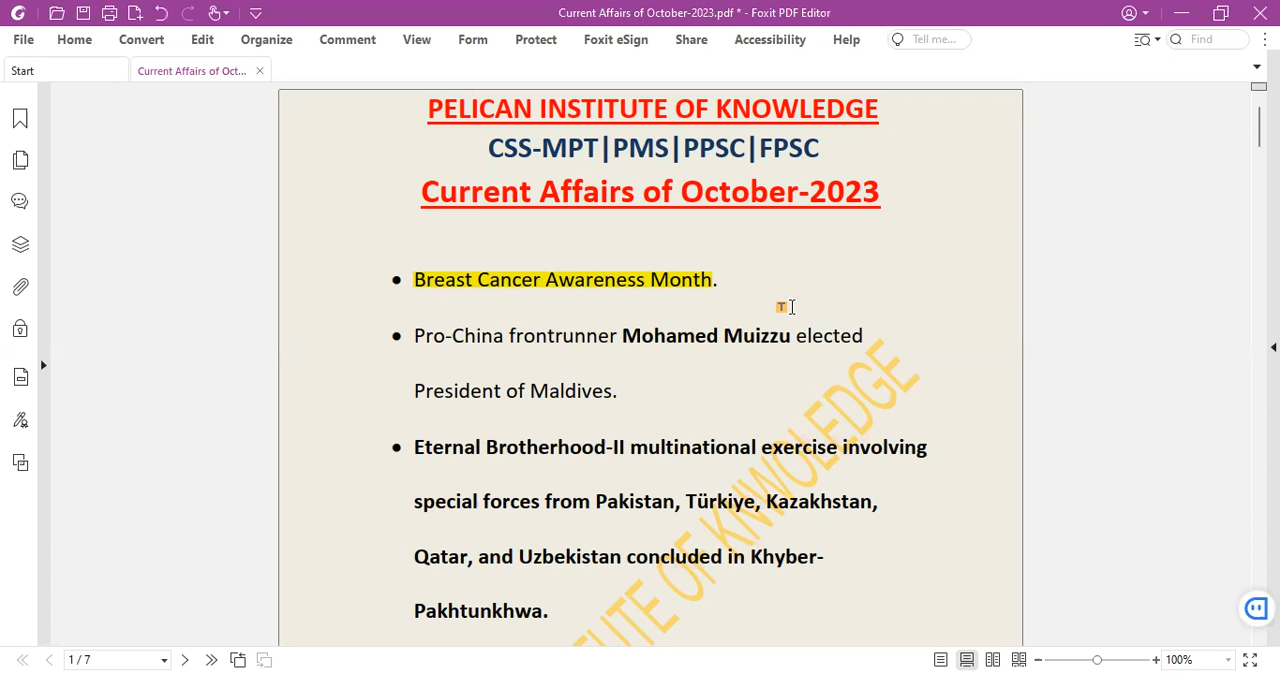 Current Affairs of October-2023.pdf * - Foxit PDF Editor
File Home Convert Edit Organize Comment View Form Protect Foxit eSign Share Accessibility Help Tell me... Find
Start Current Affairs of Oct...
PELICAN INSTITUTE OF KNOWLEDGE
CSS-MPT|PMS|PPSC|FPSC
Current Affairs of October-2023
• Breast Cancer Awareness Month.
T
• Pro-China frontrunner Mohamed Muizzu elected
President of Maldives.
• Eternal Brotherhood-II multinational exercise involving
special forces from Pakistan, Türkiye, Kazakhstan,
Qatar, and Uzbekistan concluded in Khyber-
Pakhtunkhwa.
TUTE OF KNWOLEDGE
1 / 7 100%